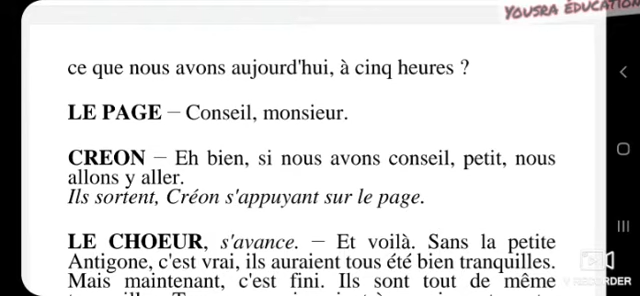 YOUSRA ÉDUCATION
ce que nous avons aujourd'hui, à cinq heures ?
LE PAGE – Conseil, monsieur.
CREON – Eh bien, si nous avons conseil, petit, nous
allons y aller.
Ils sortent, Créon s'appuyant sur le page.
LE CHOEUR, s'avance. – Et voilà. Sans la petite
Antigone, c'est vrai, ils auraient tous été bien tranquilles.
Mais maintenant, c'est fini. Ils sont tout de même
RECORDER